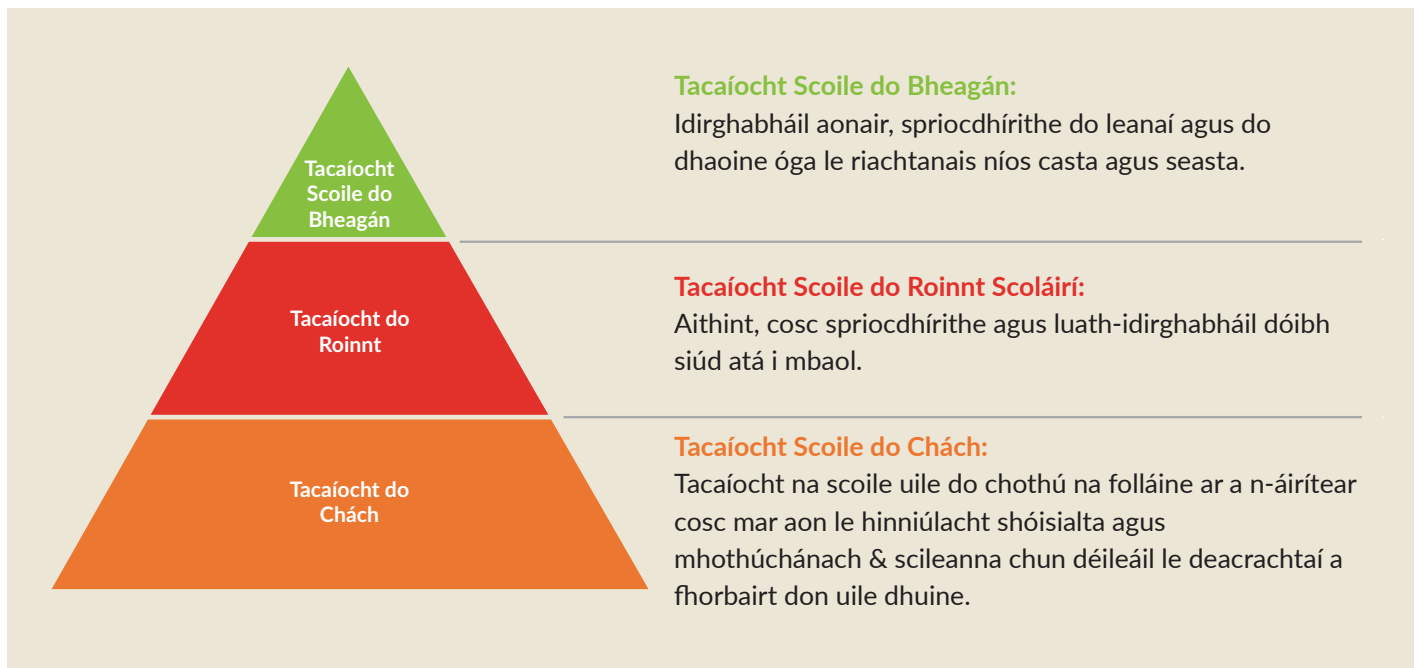 Tacaíocht
Scoile do
Bheagán
Tacaíocht Scoile do Bheagán:
Idirghabháil aonair, spriocdhírithe do leanaí agus do
dhaoine óga le riachtanais níos casta agus seasta.
Tacaíocht do
Roinnt
Tacaíocht Scoile do Roinnt Scoláirí:
Aithint, cosc spriocdhírithe agus luath-idirghabháil dóibh
siúd atá i mbaol.
Tacaíocht do
Chách
Tacaíocht Scoile do Chách:
Tacaíocht na scoile uile do chothú na folláine ar a n-áirítear
cosc mar aon le hinniúlacht shóisialta agus
mhothúchánach & scileanna chun déileáil le deacrachtaí a
fhorbairt don uile dhuine.